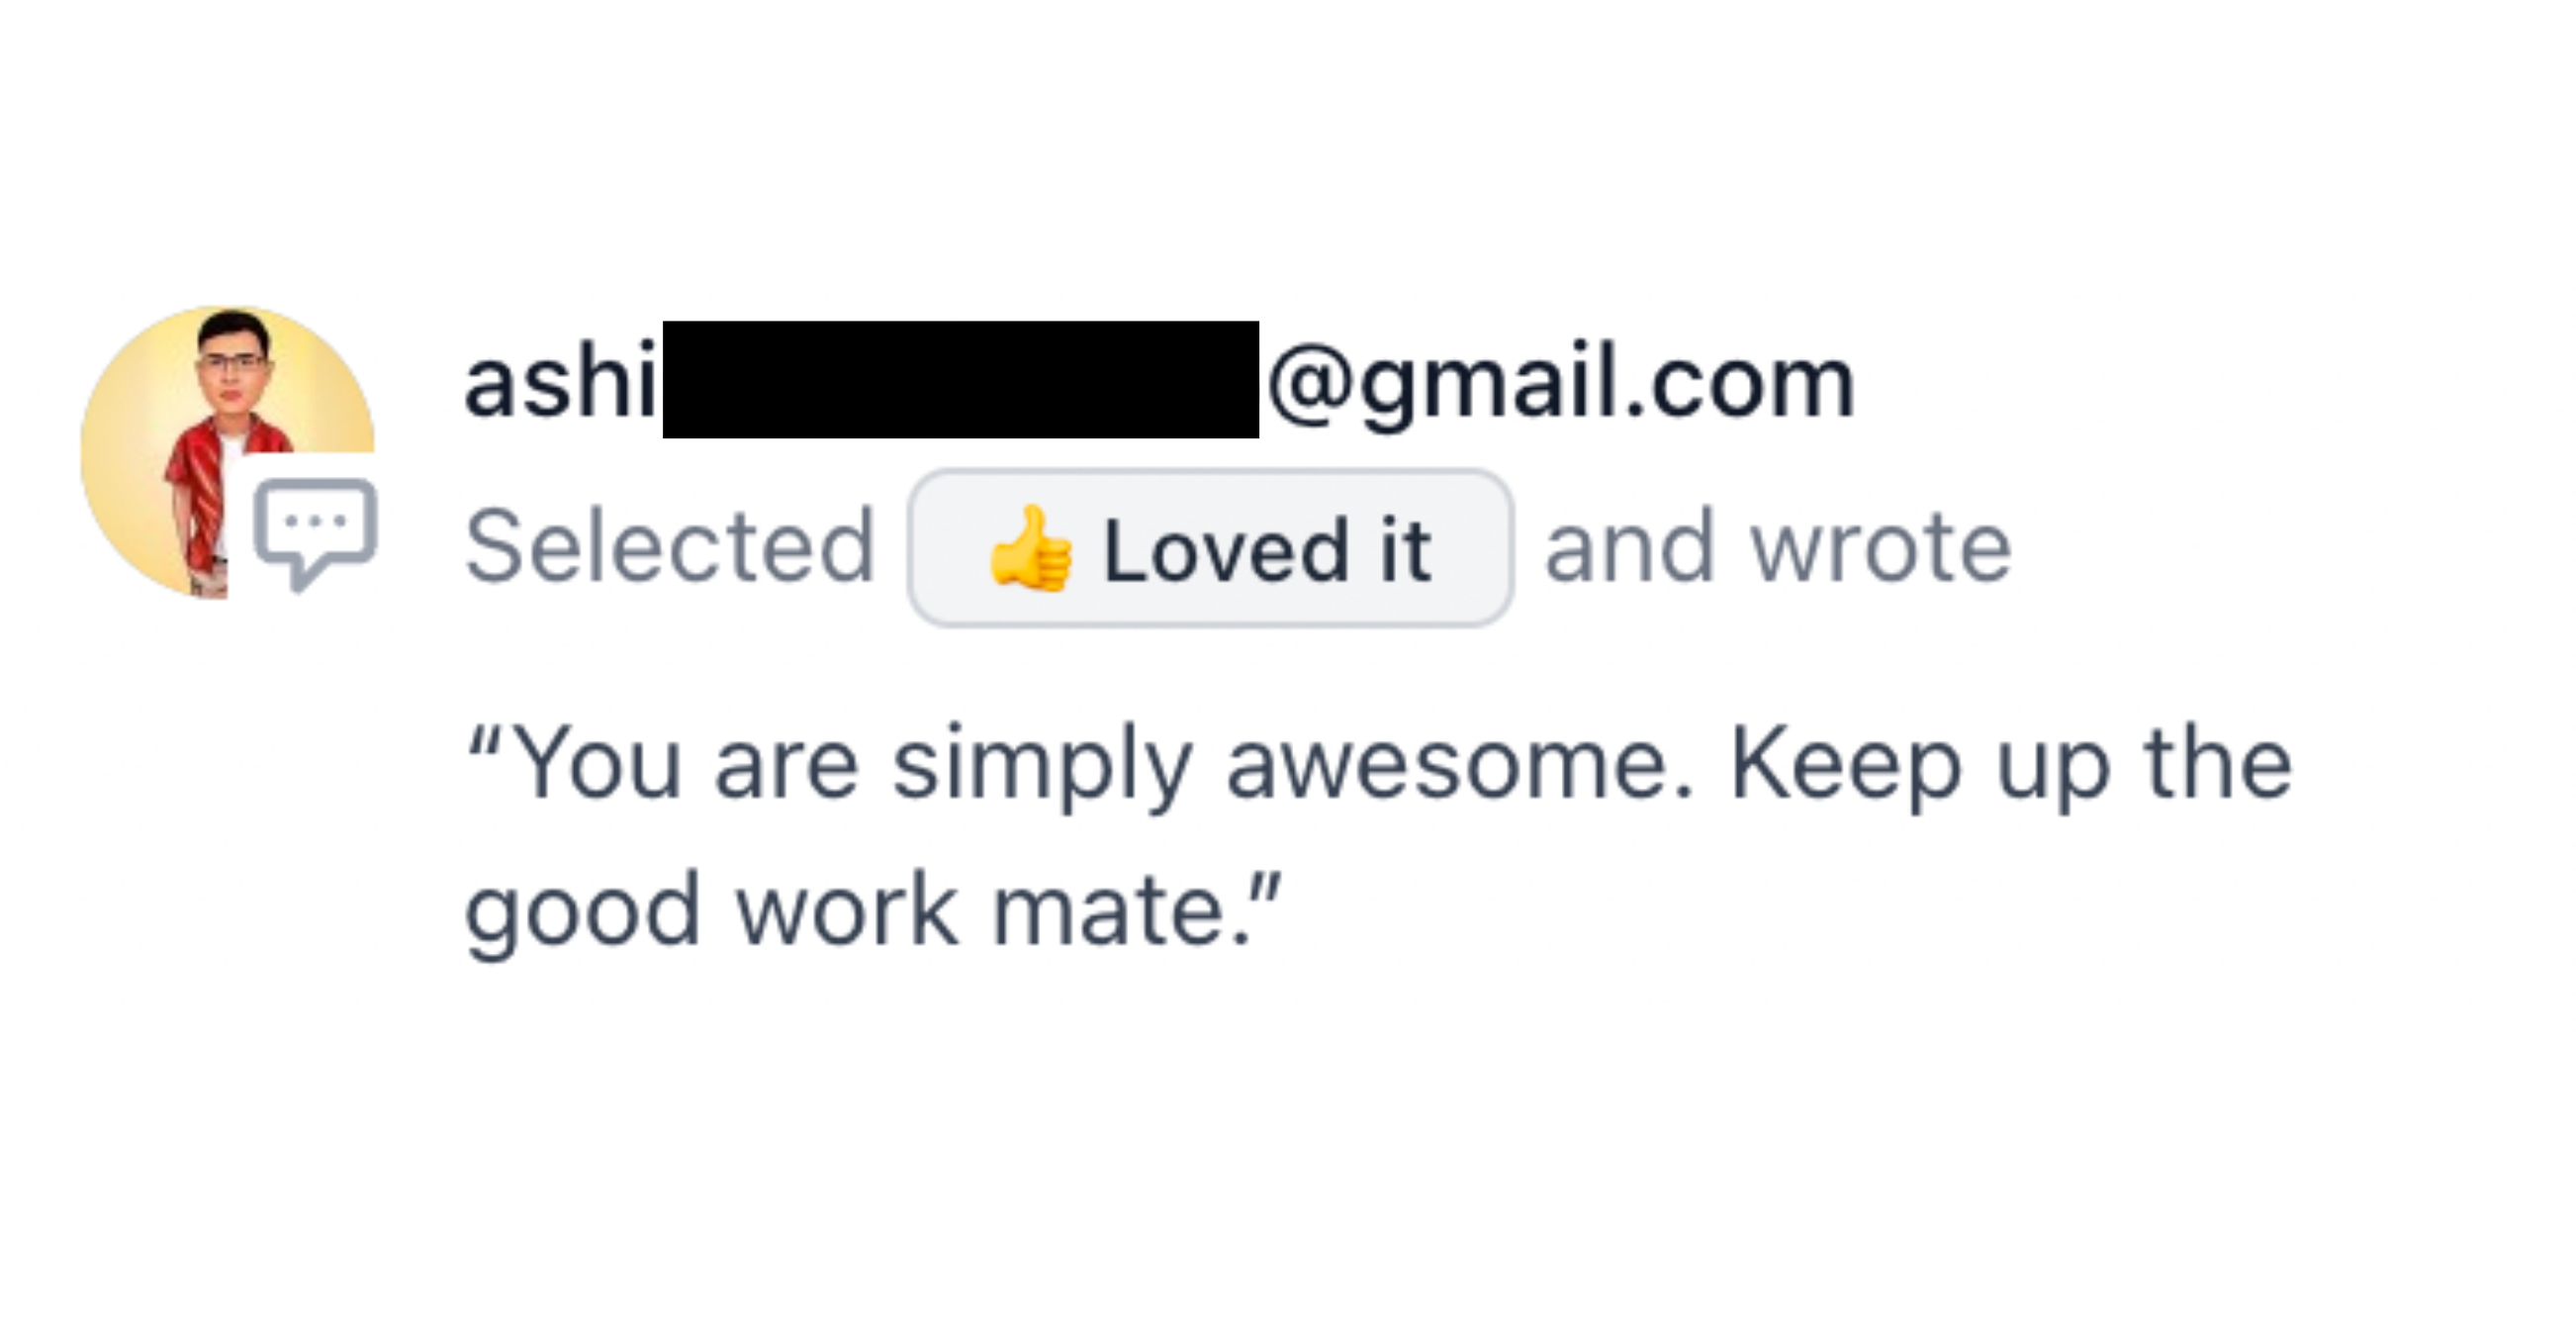 ashi @gmail.com
Selected 👍 Loved it and wrote
“You are simply awesome. Keep up the
good work mate.”